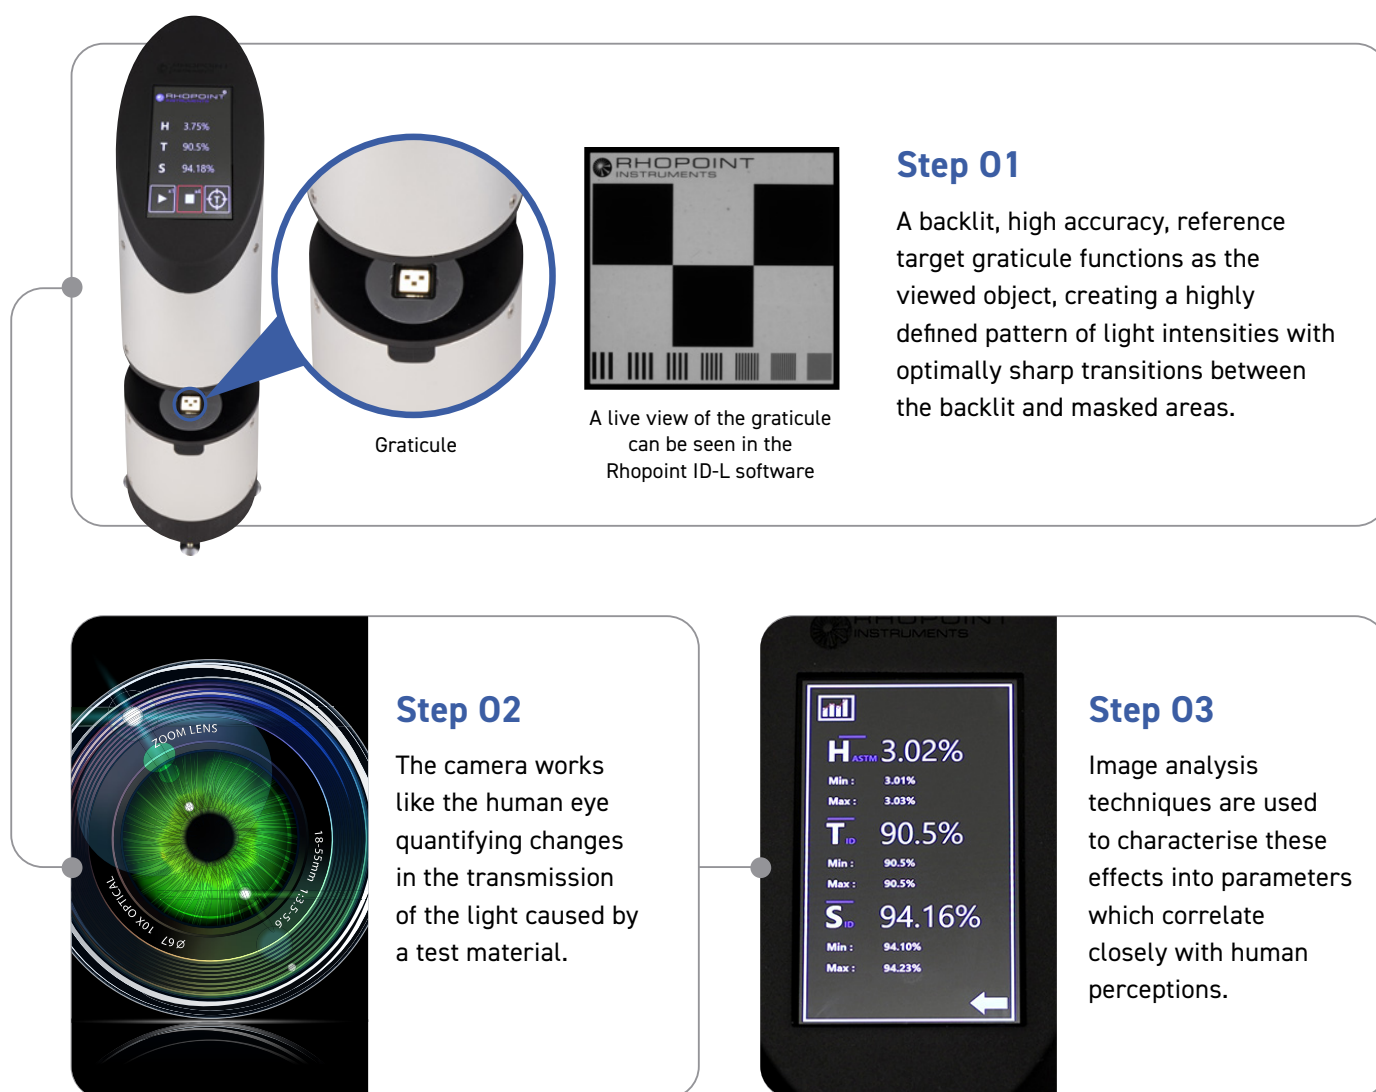 RHOPOINT
INSTRUMENTS
H 3.75%
T 90.5%
S 94.18%
x1
T
Graticule
RHOPOINT
INSTRUMENTS
A live view of the graticule
can be seen in the
Rhopoint ID-L software
Step 01
A backlit, high accuracy, reference
target graticule functions as the
viewed object, creating a highly
defined pattern of light intensities with
optimally sharp transitions between
the backlit and masked areas.
ZOOM LENS
18-55mm 1:3.5-5.6
Ø67 10X OPTICAL
Step 02
The camera works
like the human eye
quantifying changes
in the transmission
of the light caused by
a test material.
RHOPOINT
INSTRUMENTS
H ASTM 3.02%
Min : 3.01%
Max : 3.03%
T ID 90.5%
Min : 90.5%
Max : 90.5%
S ID 94.16%
Min : 94.10%
Max : 94.23%
Step 03
Image analysis
techniques are used
to characterise these
effects into parameters
which correlate
closely with human
perceptions.